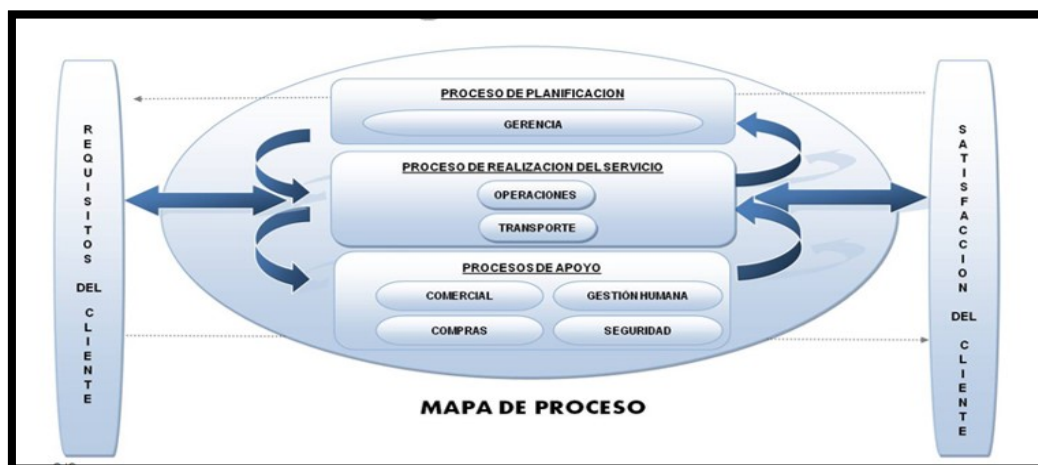 REQUISITOS DEL CLIENTE
PROCESO DE PLANIFICACION
GERENCIA
PROCESO DE REALIZACION DEL SERVICIO
OPERACIONES
TRANSPORTE
PROCESOS DE APOYO
COMERCIAL
GESTIÓN HUMANA
COMPRAS
SEGURIDAD
SATISFACCION DEL CLIENTE
MAPA DE PROCESO